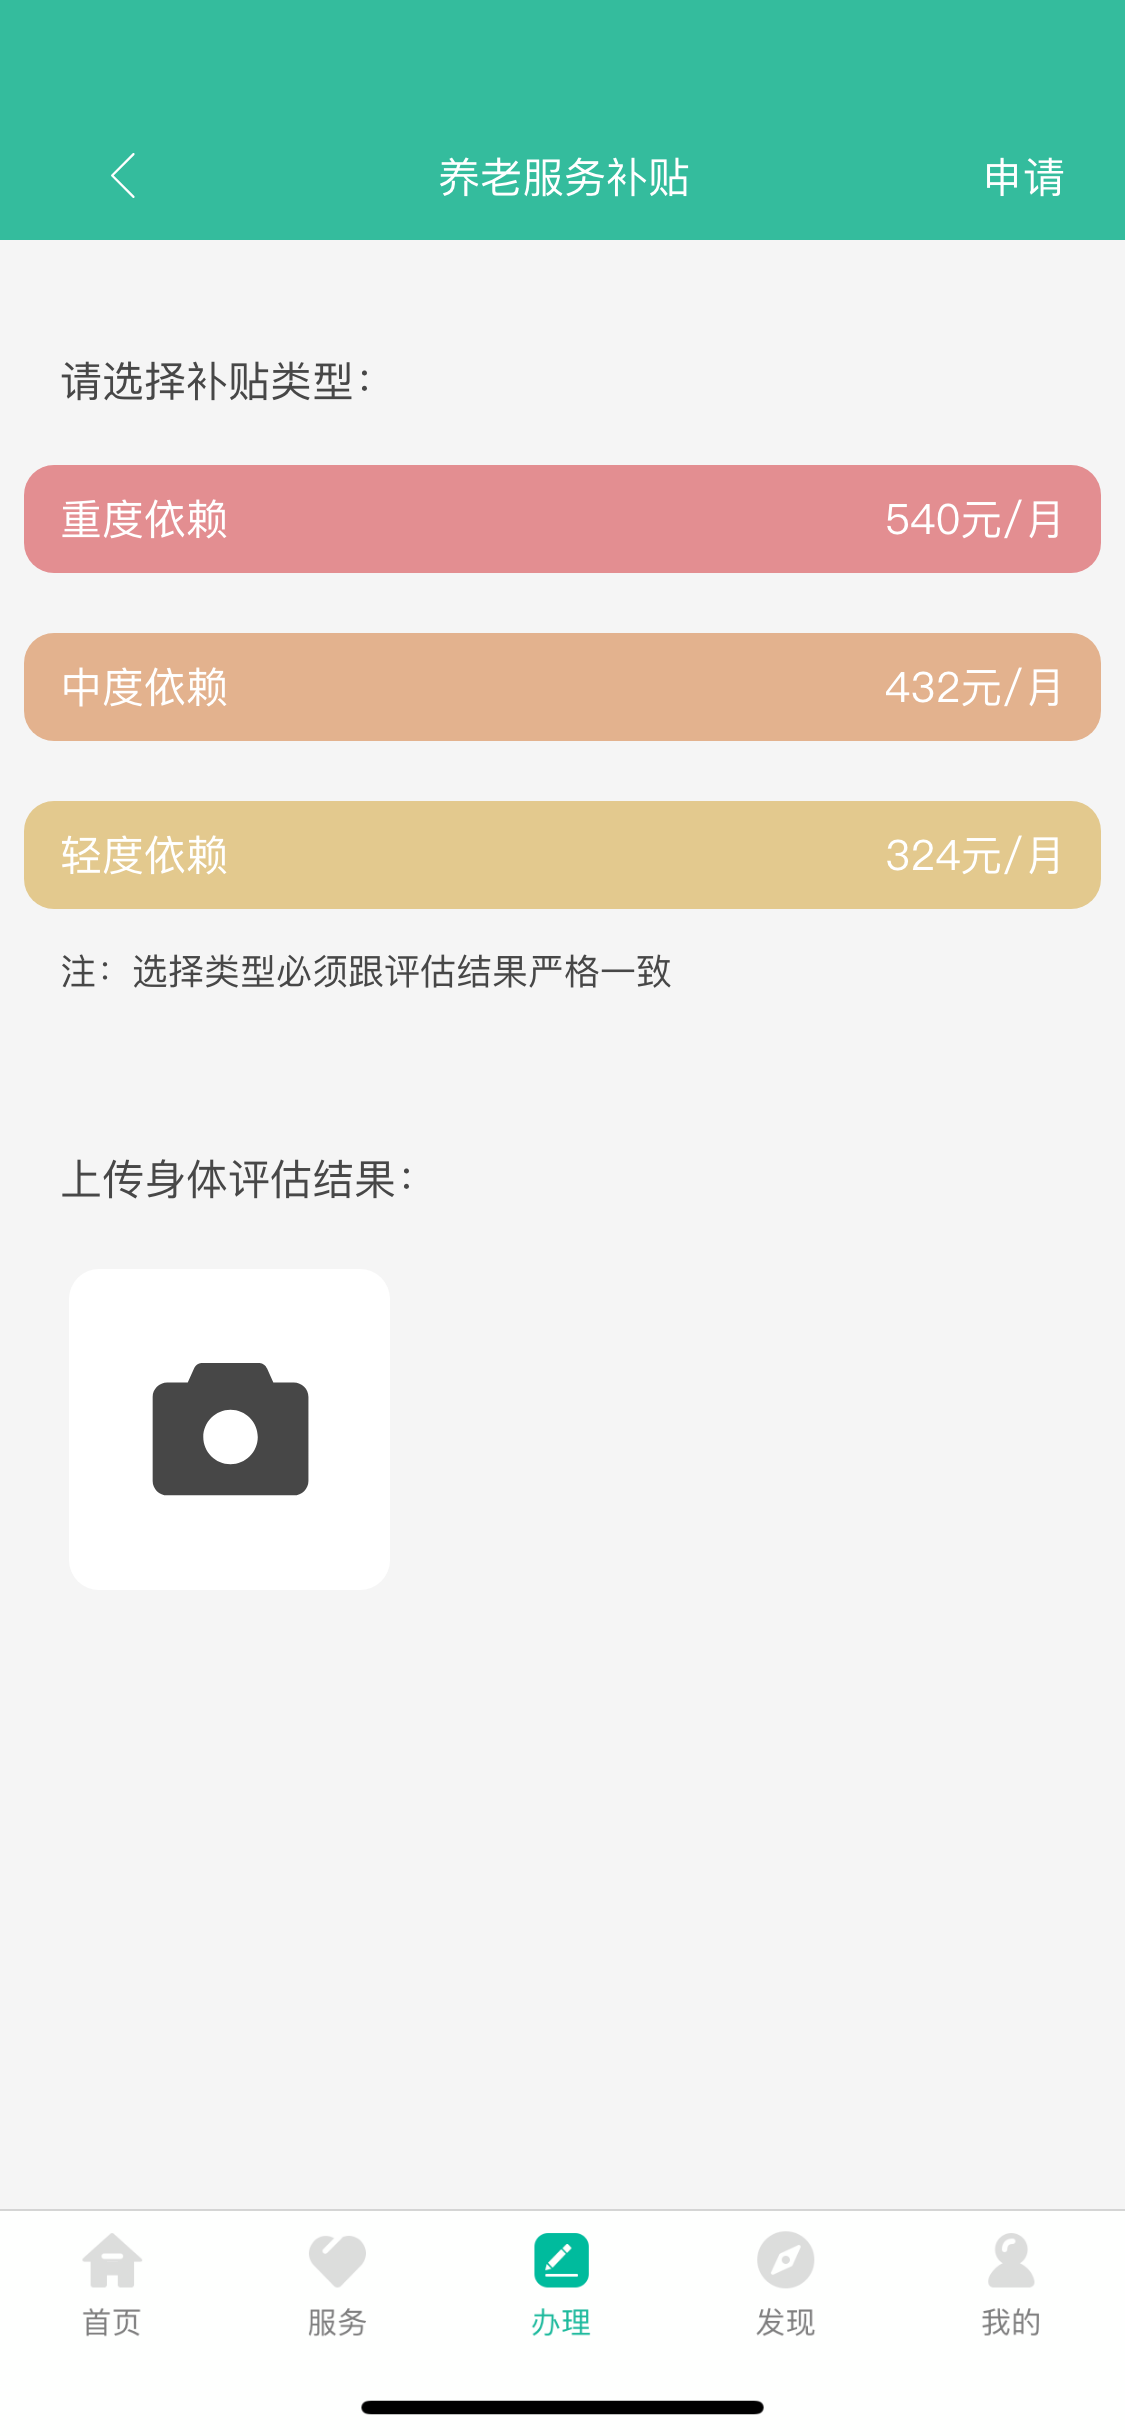 养老服务补贴
申请
请选择补贴类型：
重度依赖 540元/月
中度依赖 432元/月
轻度依赖 324元/月
注：选择类型必须跟评估结果严格一致
上传身体评估结果：
首页 服务 办理 发现 我的